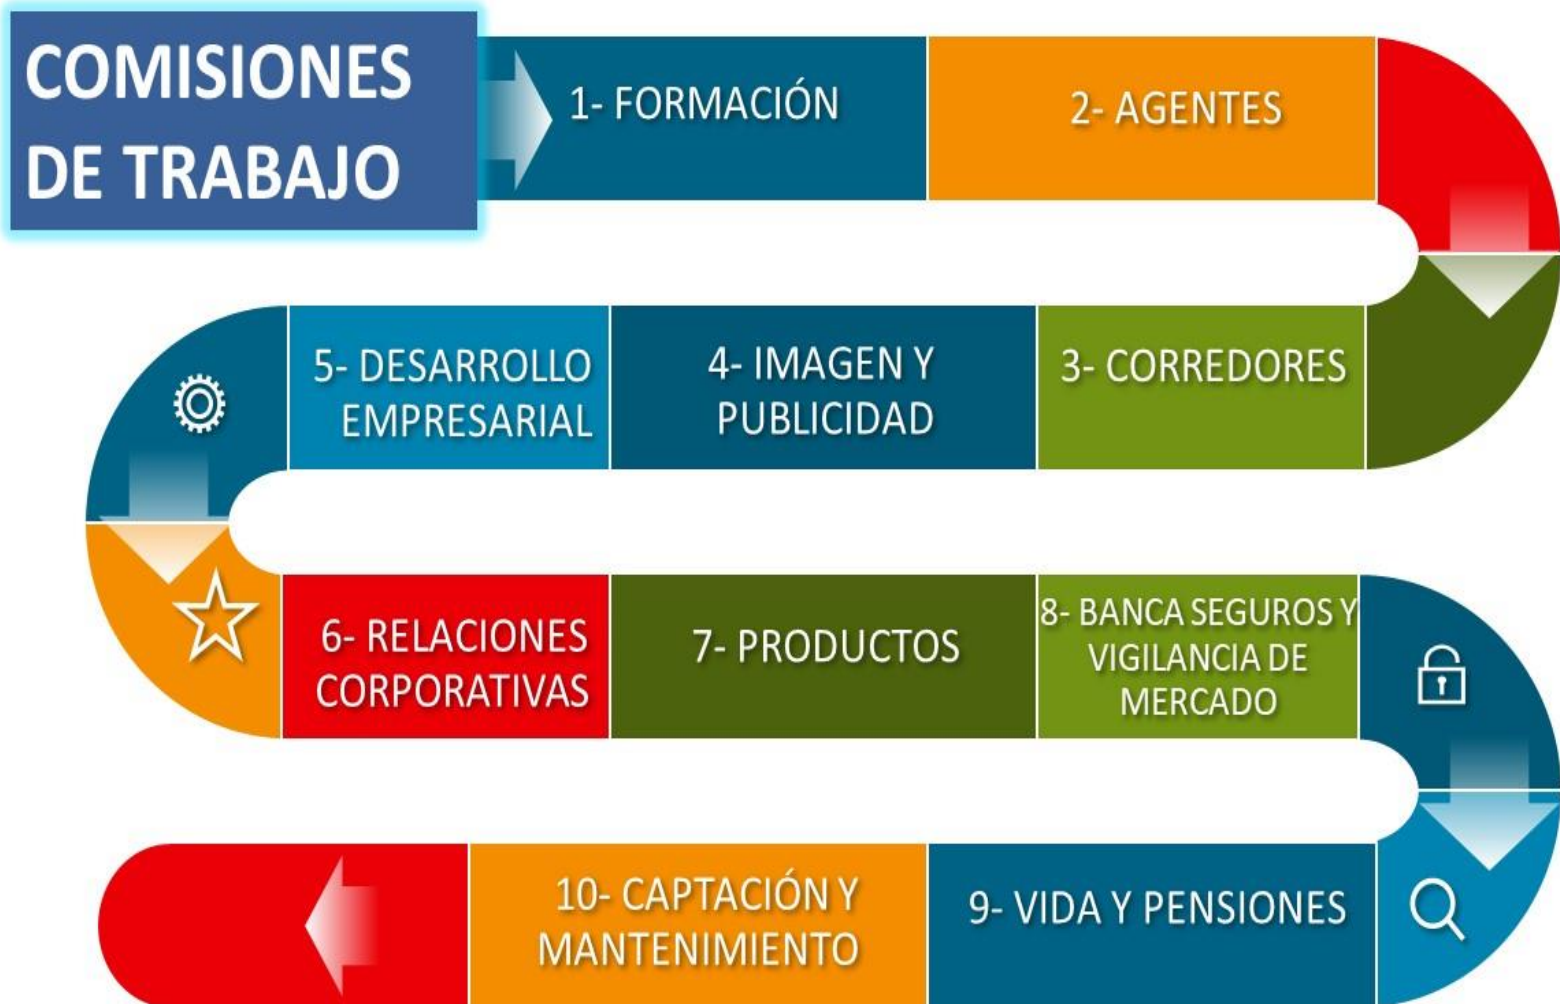 COMISIONES
DE TRABAJO
1- FORMACIÓN
2- AGENTES
3- CORREDORES
4- IMAGEN Y
PUBLICIDAD
5- DESARROLLO
EMPRESARIAL
6- RELACIONES
CORPORATIVAS
7- PRODUCTOS
8- BANCA SEGUROS Y
VIGILANCIA DE
MERCADO
9- VIDA Y PENSIONES
10- CAPTACIÓN Y
MANTENIMIENTO